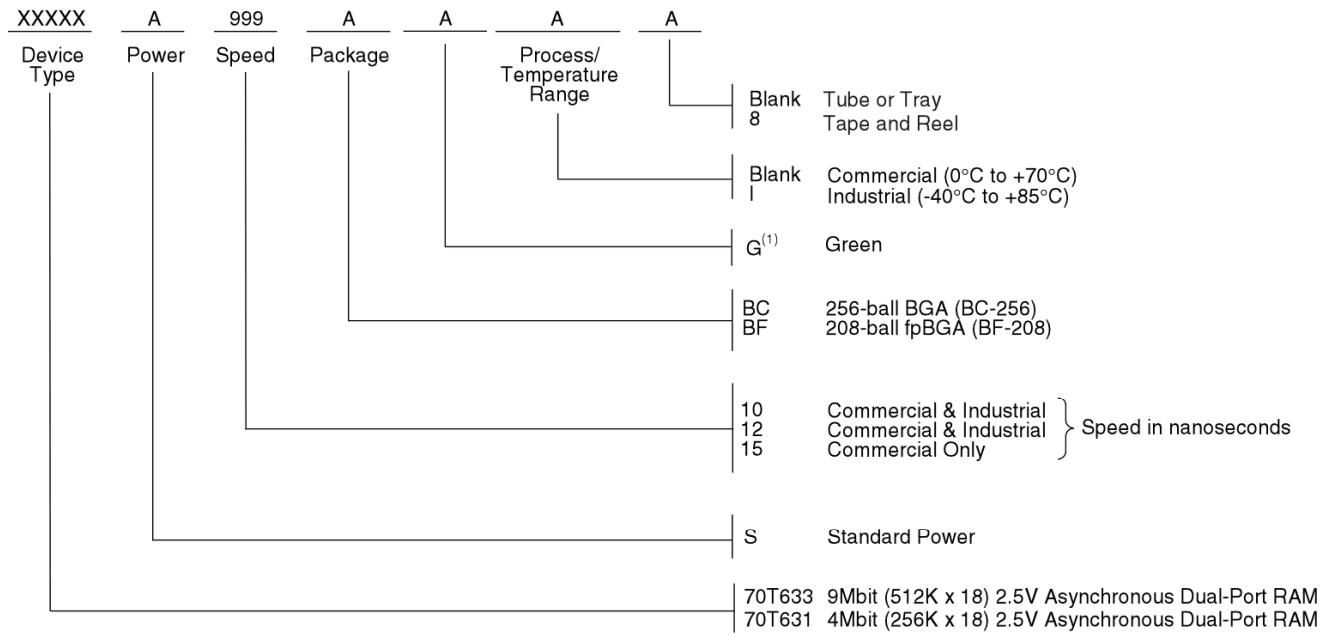 XXXXX A 999 A A A A
Device Type Power Speed Package Process/ Temperature Range
Blank Tube or Tray
8 Tape and Reel
Blank Commercial (0°C to +70°C)
I Industrial (-40°C to +85°C)
G(1) Green
BC 256-ball BGA (BC-256)
BF 208-ball fpBGA (BF-208)
10 Commercial & Industrial
12 Commercial & Industrial
15 Commercial Only
Speed in nanoseconds
S Standard Power
70T633 9Mbit (512K x 18) 2.5V Asynchronous Dual-Port RAM
70T631 4Mbit (256K x 18) 2.5V Asynchronous Dual-Port RAM